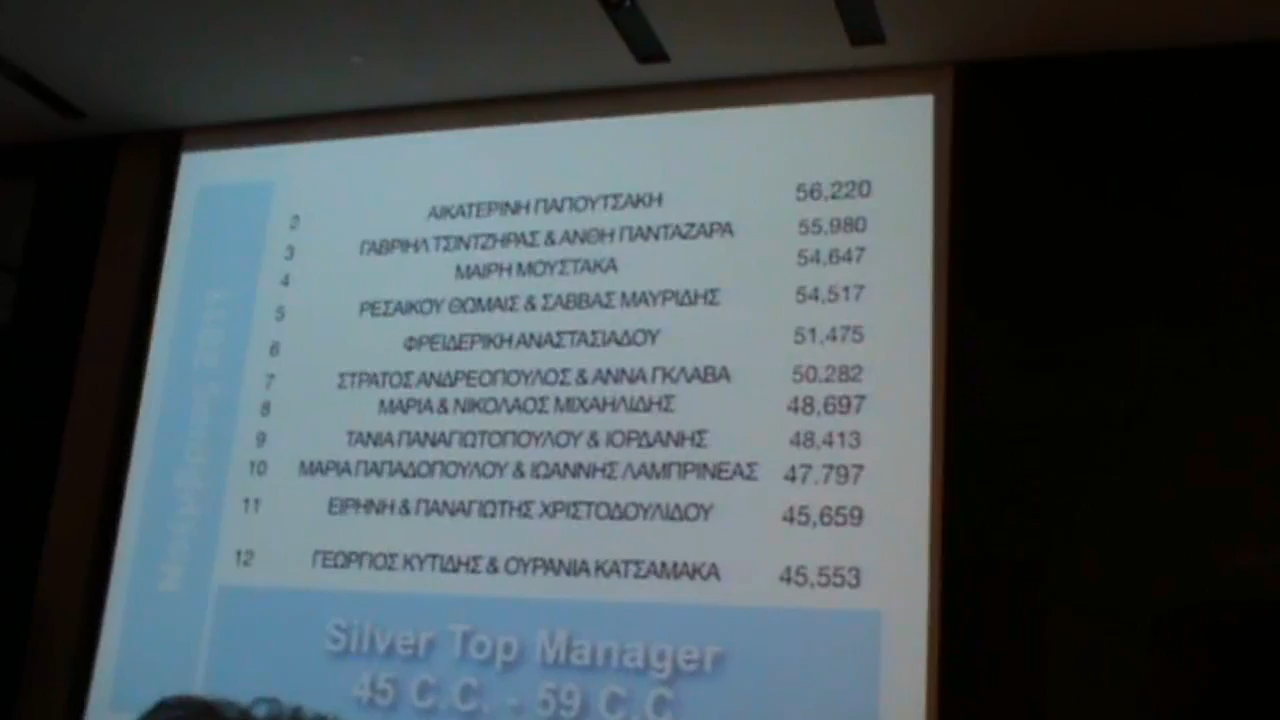 2 ΑΙΚΑΤΕΡΙΝΗ ΠΑΠΟΥΤΣΑΚΗ 56,220
3 ΓΑΒΡΙΗΛ ΤΣΙΝΤΖΗΡΑΣ & ΑΝΘΗ ΠΑΝΤΑΖΑΡΑ 55,980
4 ΜΑΙΡΗ ΜΟΥΣΤΑΚΑ 54,647
5 ΡΕΣΑΙΚΟΥ ΘΩΜΑΙΣ & ΣΑΒΒΑΣ ΜΑΥΡΙΔΗΣ 54,517
6 ΦΡΕΙΔΕΡΙΚΗ ΑΝΑΣΤΑΣΙΑΔΟΥ 51,475
7 ΣΤΡΑΤΟΣ ΑΝΔΡΕΟΠΟΥΛΟΣ & ΑΝΝΑ ΓΚΛΑΒΑ 50.282
8 ΜΑΡΙΑ & ΝΙΚΟΛΑΟΣ ΜΙΧΑΗΛΙΔΗΣ 48,697
9 ΤΑΝΙΑ ΠΑΝΑΓΙΩΤΟΠΟΥΛΟΥ & ΙΟΡΔΑΝΗΣ 48,413
10 ΜΑΡΙΑ ΠΑΠΑΔΟΠΟΥΛΟΥ & ΙΩΑΝΝΗΣ ΛΑΜΠΡΙΝΕΑΣ 47.797
11 ΕΙΡΗΝΗ & ΠΑΝΑΓΙΩΤΗΣ ΧΡΙΣΤΟΔΟΥΛΙΔΟΥ 45,659
12 ΓΕΩΡΓΙΟΣ ΚΥΤΙΔΗΣ & ΟΥΡΑΝΙΑ ΚΑΤΣΑΜΑΚΑ 45,553
Silver Top Manager
45 C.C. - 59 C.C
Νοέμβριος 2011